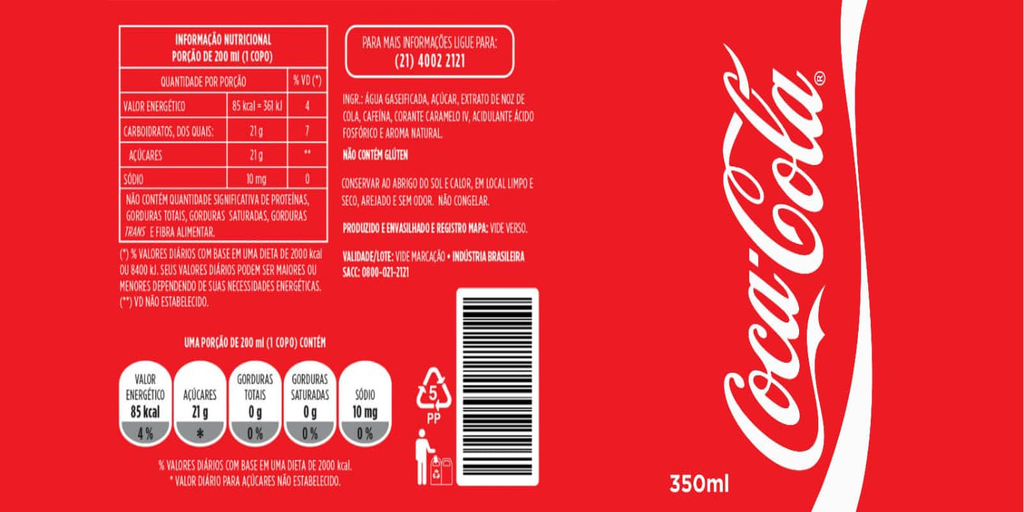 INFORMAÇÃO NUTRICIONAL
PORÇÃO DE 200 ml (1 COPO)
QUANTIDADE POR PORÇÃO % VD (*)
VALOR ENERGÉTICO 85 kcal = 361 kJ 4
CARBOIDRATOS, DOS QUAIS: 21 g 7
AÇÚCARES 21 g **
SÓDIO 10 mg 0
NÃO CONTÉM QUANTIDADE SIGNIFICATIVA DE PROTEÍNAS,
GORDURAS TOTAIS, GORDURAS SATURADAS, GORDURAS
TRANS E FIBRA ALIMENTAR.
(*) % VALORES DIÁRIOS COM BASE EM UMA DIETA DE 2000 kcal
OU 8400 kJ. SEUS VALORES DIÁRIOS PODEM SER MAIORES OU
MENORES DEPENDENDO DE SUAS NECESSIDADES ENERGÉTICAS.
(**) VD NÃO ESTABELECIDO.
UMA PORÇÃO DE 200 ml (1 COPO) CONTÉM
VALOR
ENERGÉTICO
85 kcal
4%
AÇÚCARES
21 g
*
GORDURAS
TOTAIS
0 g
0%
GORDURAS
SATURADAS
0 g
0%
SÓDIO
10 mg
0%
% VALORES DIÁRIOS COM BASE EM UMA DIETA DE 2000 kcal.
* VALOR DIÁRIO PARA AÇÚCARES NÃO ESTABELECIDO.
PARA MAIS INFORMAÇÕES LIGUE PARA:
(21) 4002 2121
INGR.: ÁGUA GASEIFICADA, AÇÚCAR, EXTRATO DE NOZ DE
COLA, CAFEÍNA, CORANTE CARAMELO IV, ACIDULANTE ÁCIDO
FOSFÓRICO E AROMA NATURAL.
NÃO CONTÉM GLÚTEN
CONSERVAR AO ABRIGO DO SOL E CALOR, EM LOCAL LIMPO E
SECO, AREJADO E SEM ODOR. NÃO CONGELAR.
PRODUZIDO E ENVASILHADO E REGISTRO MAPA: VIDE VERSO.
VALIDADE/LOTE: VIDE MARCAÇÃO • INDÚSTRIA BRASILEIRA
SACC: 0800-021-2121
5
PP
Coca-Cola®
350ml